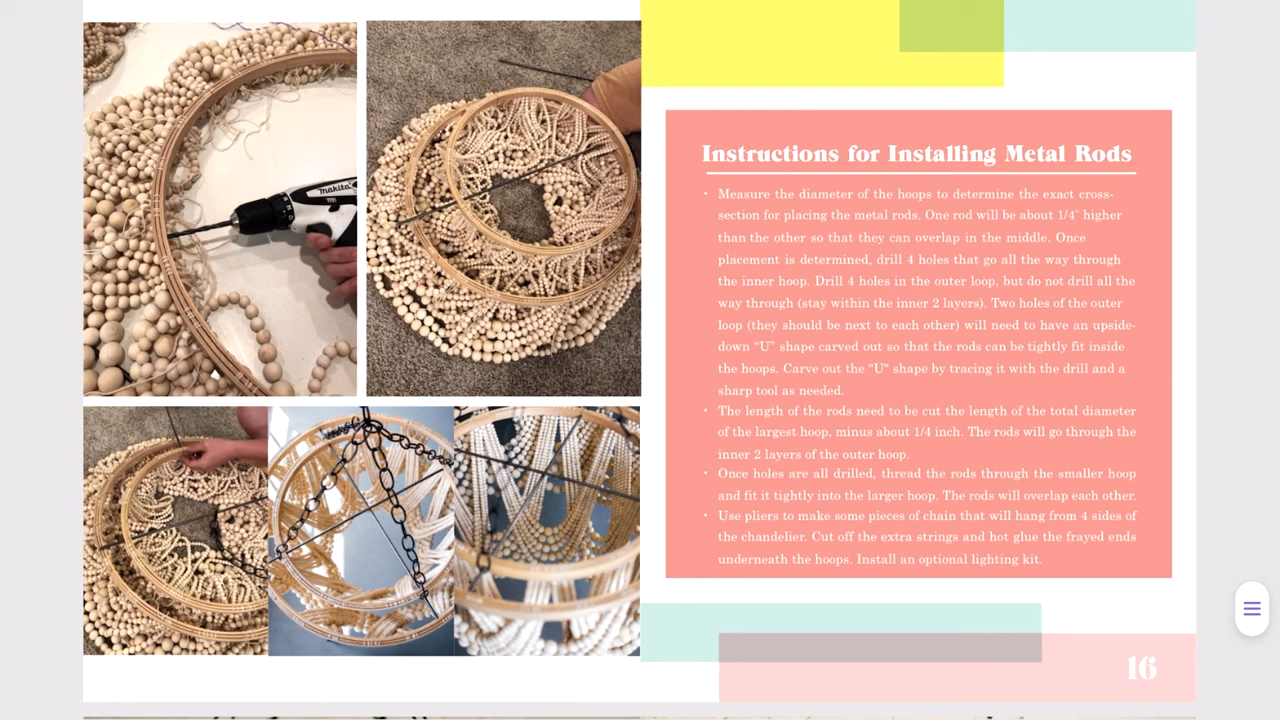 makita
Instructions for Installing Metal Rods
• Measure the diameter of the hoops to determine the exact cross-
section for placing the metal rods. One rod will be about 1/4" higher
than the other so that they can overlap in the middle. Once
placement is determined, drill 4 holes that go all the way through
the inner hoop. Drill 4 holes in the outer loop, but do not drill all the
way through (stay within the inner 2 layers). Two holes of the outer
loop (they should be next to each other) will need to have an upside-
down “U” shape carved out so that the rods can be tightly fit inside
the hoops. Carve out the "U" shape by tracing it with the drill and a
sharp tool as needed.
• The length of the rods need to be cut the length of the total diameter
of the largest hoop, minus about 1/4 inch. The rods will go through the
inner 2 layers of the outer hoop.
• Once holes are all drilled, thread the rods through the smaller hoop
and fit it tightly into the larger hoop. The rods will overlap each other.
• Use pliers to make some pieces of chain that will hang from 4 sides of
the chandelier. Cut off the extra strings and hot glue the frayed ends
underneath the hoops. Install an optional lighting kit.
16